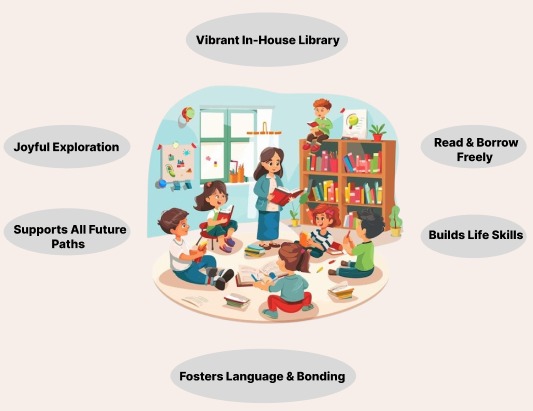 Vibrant In-House Library
Joyful Exploration
Read & Borrow
Freely
Supports All Future
Paths
Builds Life Skills
Fosters Language & Bonding